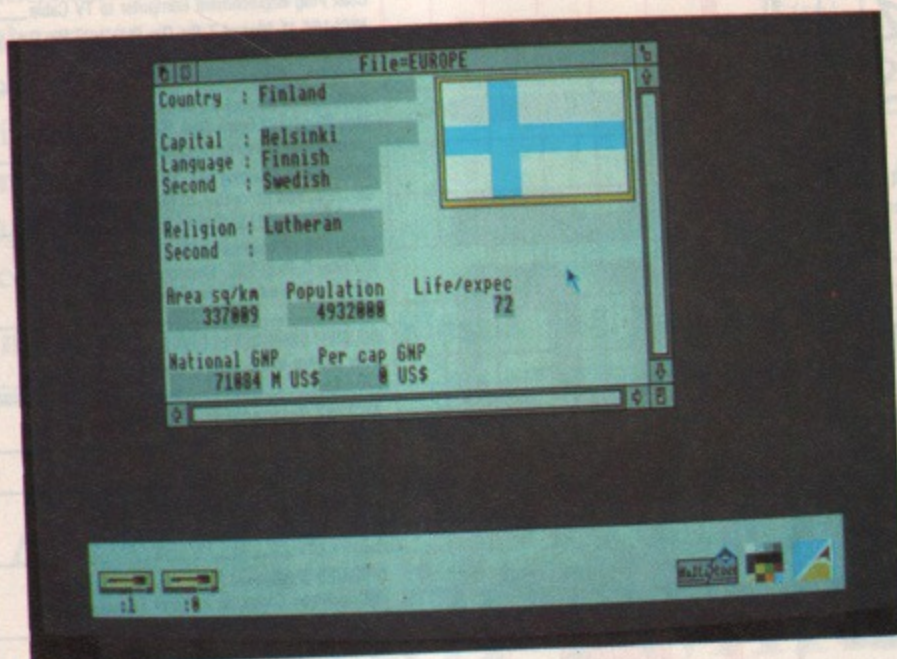 File=EUROPE
Country : Finland
Capital : Helsinki
Language : Finnish
Second : Swedish
Religion : Lutheran
Second :
Area sq/km Population Life/expec
337009 4932000 72
National GNP Per cap GNP
71084 M US$ 0 US$
:1 :0